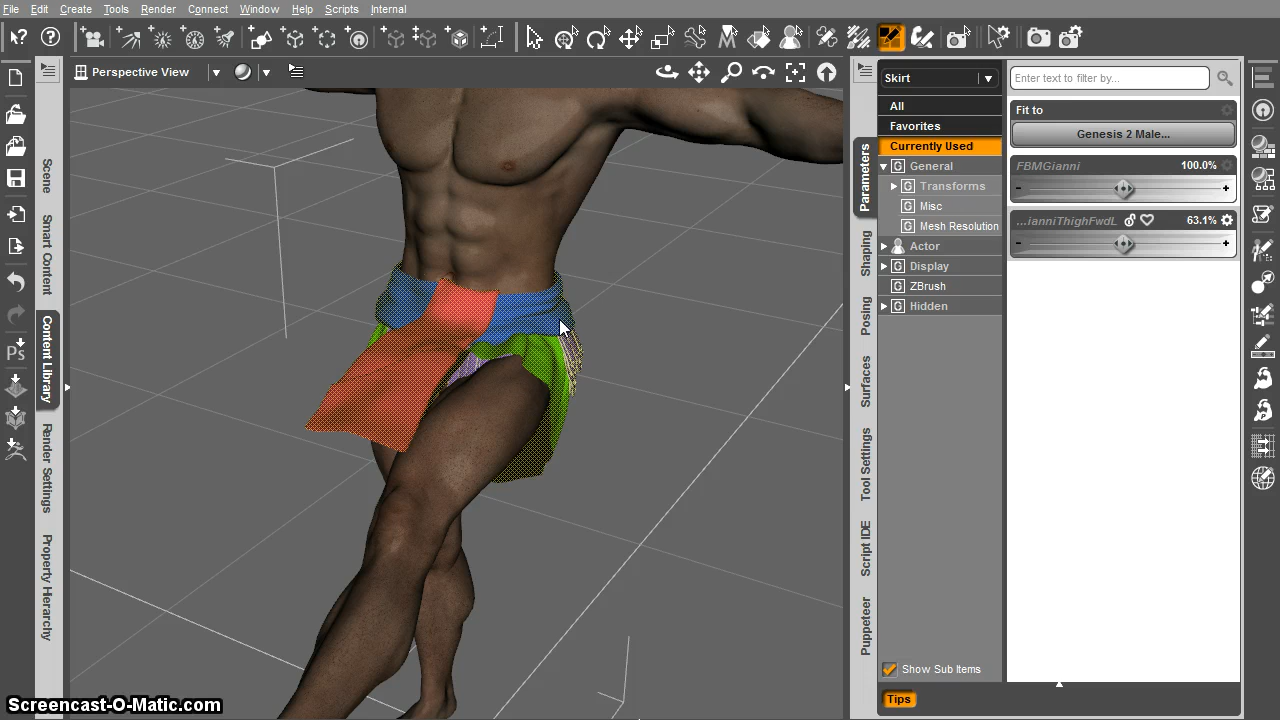 File Edit Create Tools Render Connect Window Help Scripts Internal
Perspective View
Scene
Smart Content
Content Library
Render Settings
Property Hierarchy
Ps
Parameters
Shaping
Posing
Surfaces
Tool Settings
Script IDE
Puppeteer
Skirt
All
Favorites
Currently Used
G General
G Transforms
G Misc
G Mesh Resolution
Actor
G Display
G ZBrush
G Hidden
Show Sub Items
Tips
Enter text to filter by...
Fit to
Genesis 2 Male...
FBMGianni 100.0%
- +
...ianniThighFwdL 63.1%
- +
Screencast-O-Matic.com